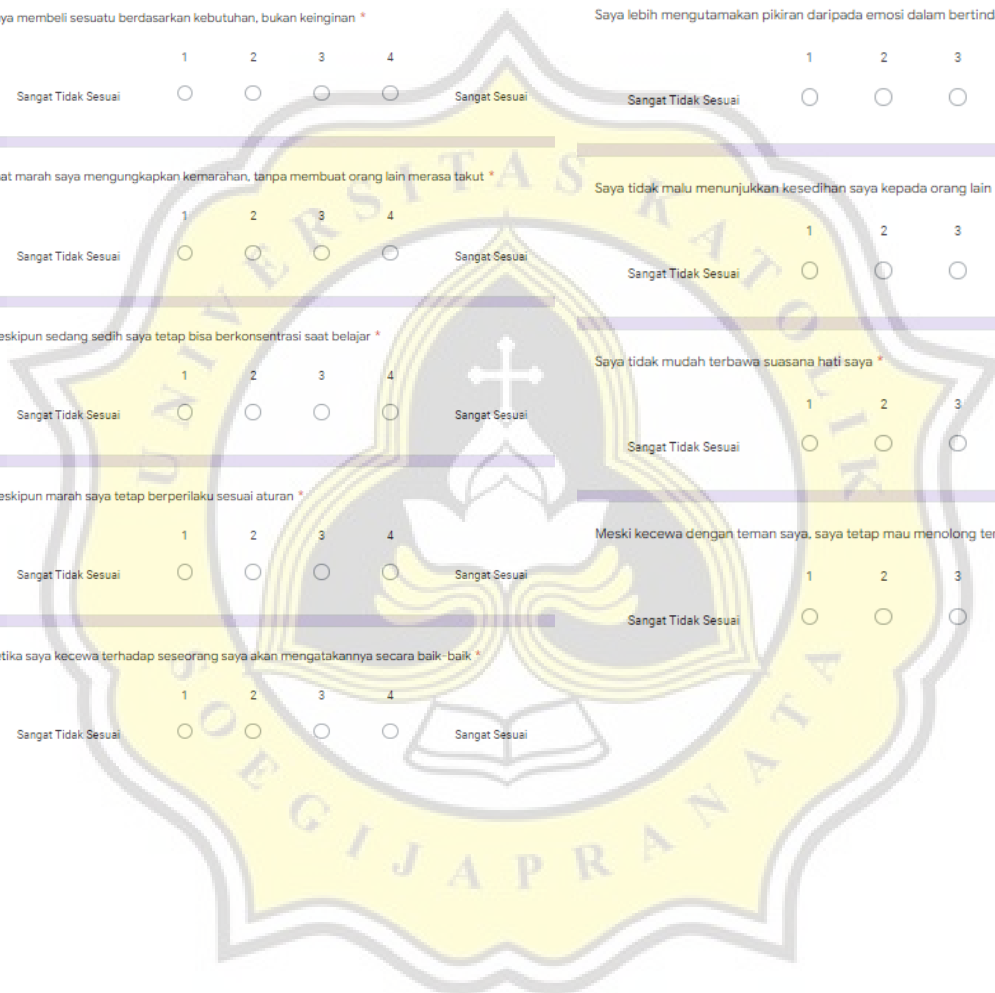 ya membeli sesuatu berdasarkan kebutuhan, bukan keinginan *
1 2 3 4
Sangat Tidak Sesuai Sangat Sesuai
at marah saya mengungkapkan kemarahan, tanpa membuat orang lain merasa takut *
1 2 3 4
Sangat Tidak Sesuai Sangat Sesuai
eskipun sedang sedih saya tetap bisa berkonsentrasi saat belajar *
1 2 3 4
Sangat Tidak Sesuai Sangat Sesuai
eskipun marah saya tetap berperilaku sesuai aturan *
1 2 3 4
Sangat Tidak Sesuai Sangat Sesuai
etika saya kecewa terhadap seseorang saya akan mengatakannya secara baik-baik *
1 2 3 4
Sangat Tidak Sesuai Sangat Sesuai
Saya lebih mengutamakan pikiran daripada emosi dalam bertind
1 2 3
Sangat Tidak Sesuai
Saya tidak malu menunjukkan kesedihan saya kepada orang lain
1 2 3
Sangat Tidak Sesuai
Saya tidak mudah terbawa suasana hati saya *
1 2 3
Sangat Tidak Sesuai
Meski kecewa dengan teman saya, saya tetap mau menolong ter
1 2 3
Sangat Tidak Sesuai
UNIVERSITAS KATOLIK
SOEGIJAPRANATA